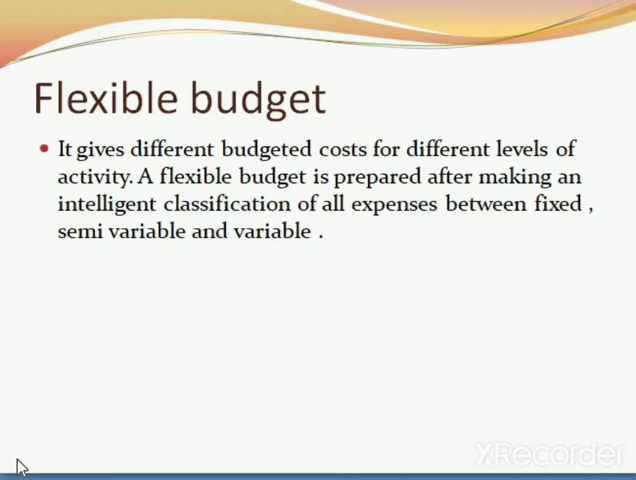 Flexible budget
• It gives different budgeted costs for different levels of
activity. A flexible budget is prepared after making an
intelligent classification of all expenses between fixed ,
semi variable and variable .
XRecorder